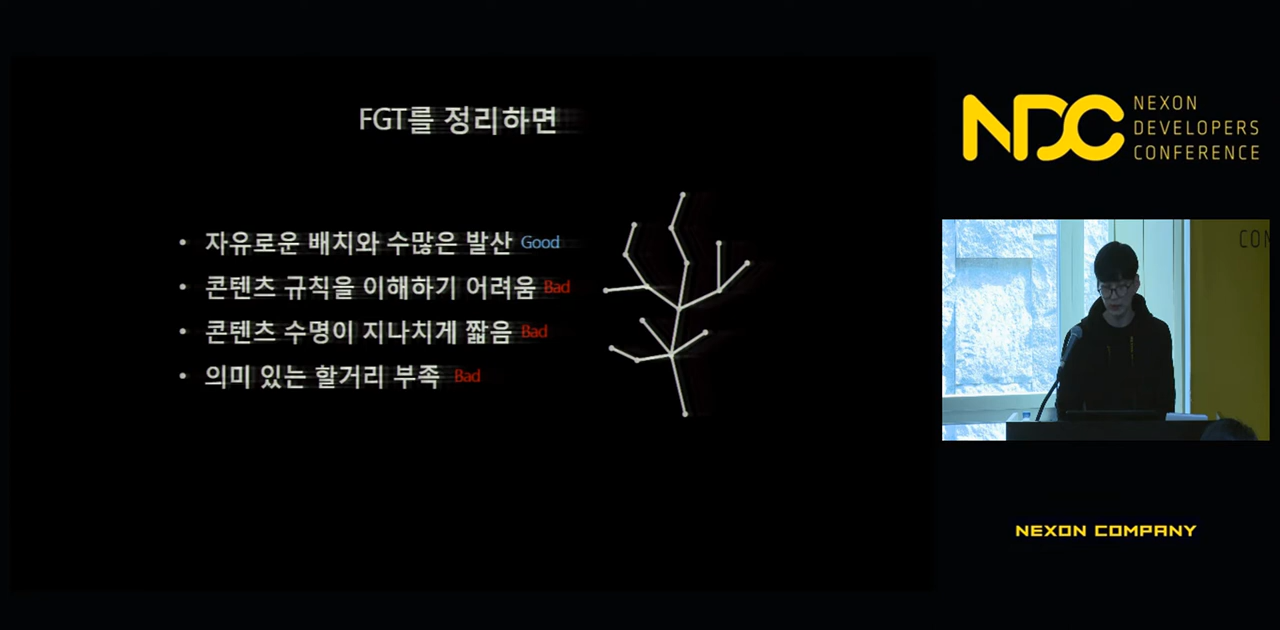 FGT를 정리하면
• 자유로운 배치와 수많은 발산 Good
• 콘텐츠 규칙을 이해하기 어려움 Bad
• 콘텐츠 수명이 지나치게 짧음 Bad
• 의미 있는 할거리 부족 Bad
NDC
NEXON
DEVELOPERS
CONFERENCE
COM
NEXON COMPANY